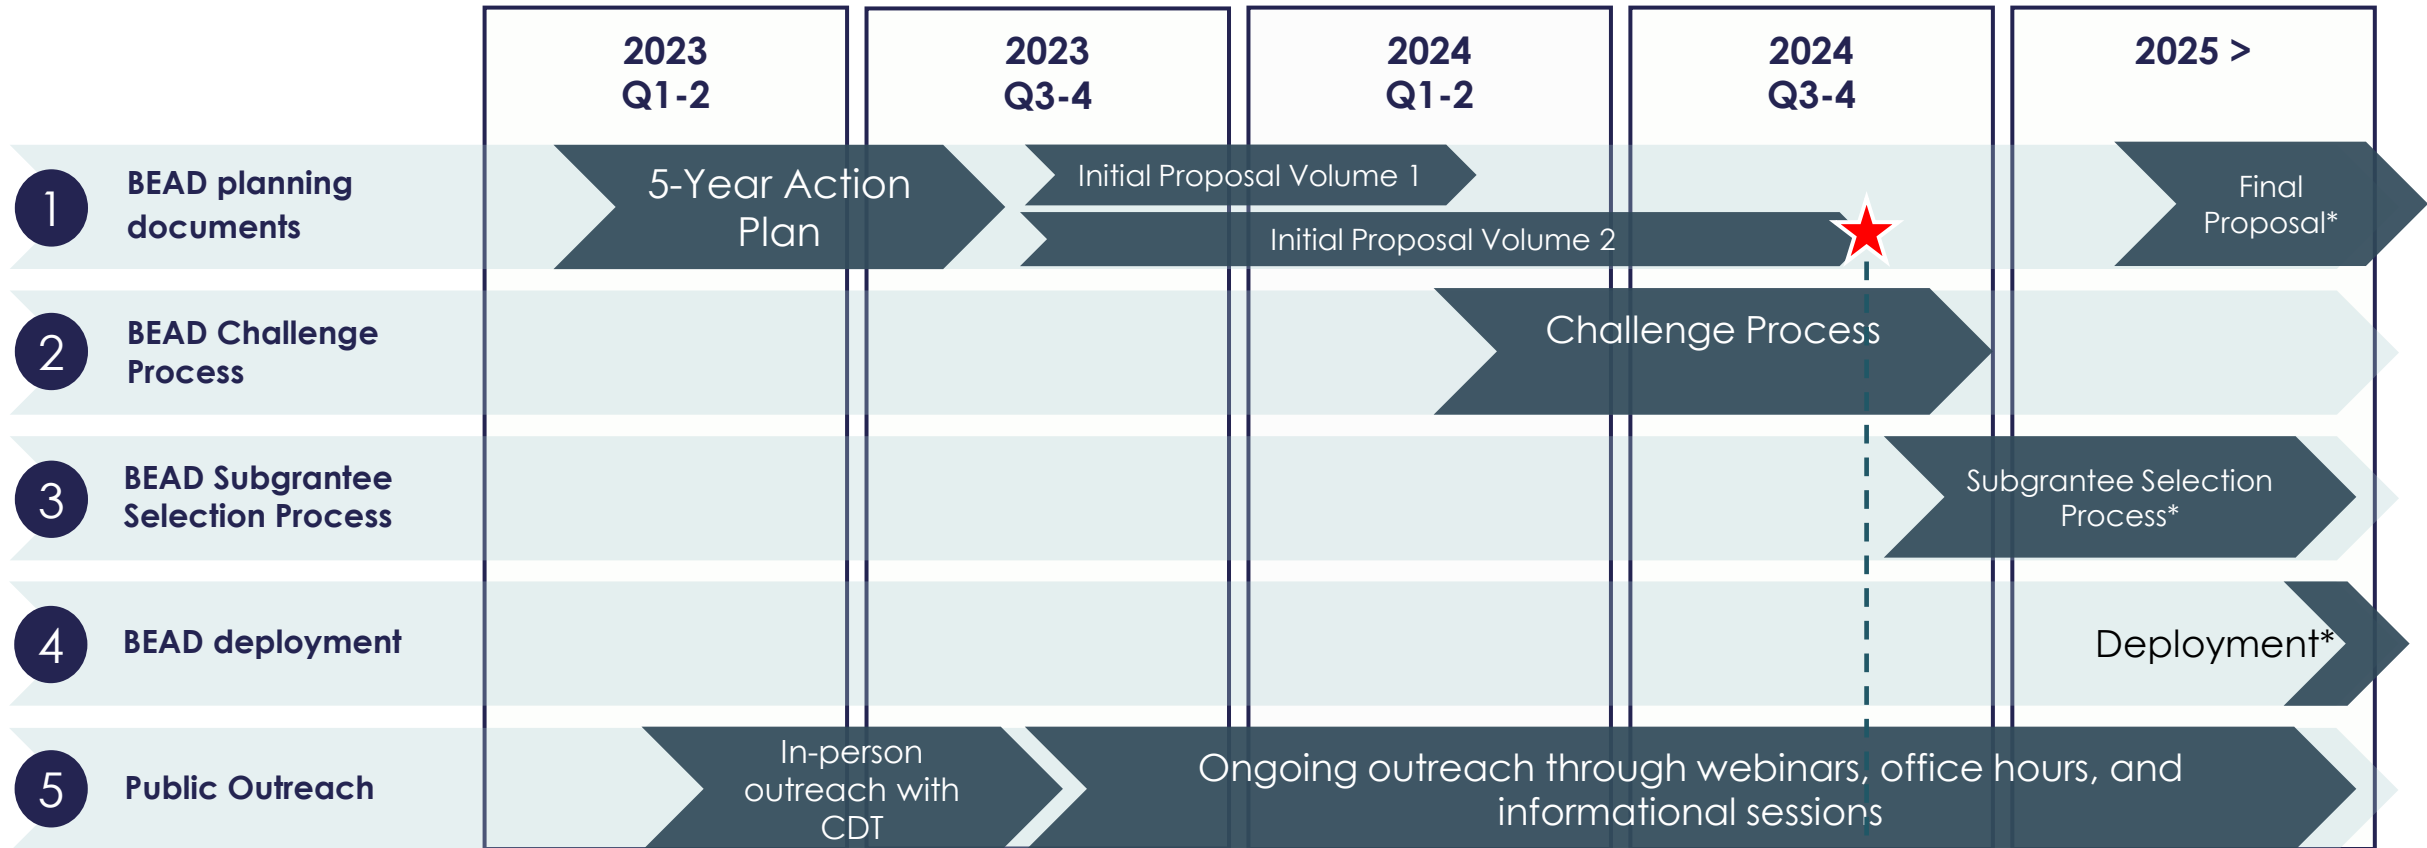 2023
Q1-2
2023
Q3-4
2024
Q1-2
2024
Q3-4
2025 >
1
BEAD planning
documents
5-Year Action
Plan
Initial Proposal Volume 1
Initial Proposal Volume 2
Final
Proposal*
2
BEAD Challenge
Process
Challenge Process
3
BEAD Subgrantee
Selection Process
Subgrantee Selection
Process*
4
BEAD deployment
Deployment*
5
Public Outreach
In-person
outreach with
CDT
Ongoing outreach through webinars, office hours, and
informational sessions